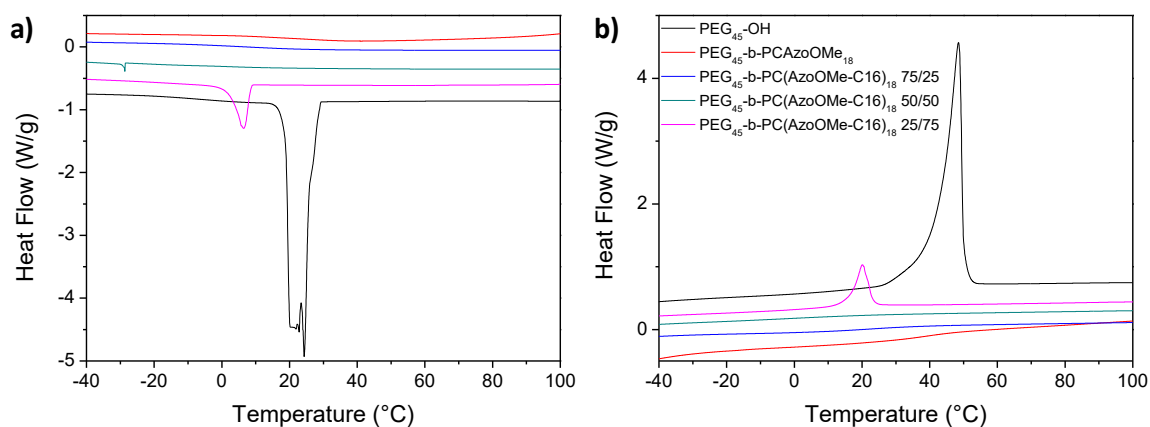 a)
0
-1
-2
-3
-4
-5
-40 -20 0 20 40 60 80 100
Heat Flow (W/g)
Temperature (°C)
b)
4
2
0
-40 -20 0 20 40 60 80 100
Heat Flow (W/g)
Temperature (°C)
PEG45-OH
PEG45-b-PCAzoOMe18
PEG45-b-PC(AzoOMe-C16)18 75/25
PEG45-b-PC(AzoOMe-C16)18 50/50
PEG45-b-PC(AzoOMe-C16)18 25/75